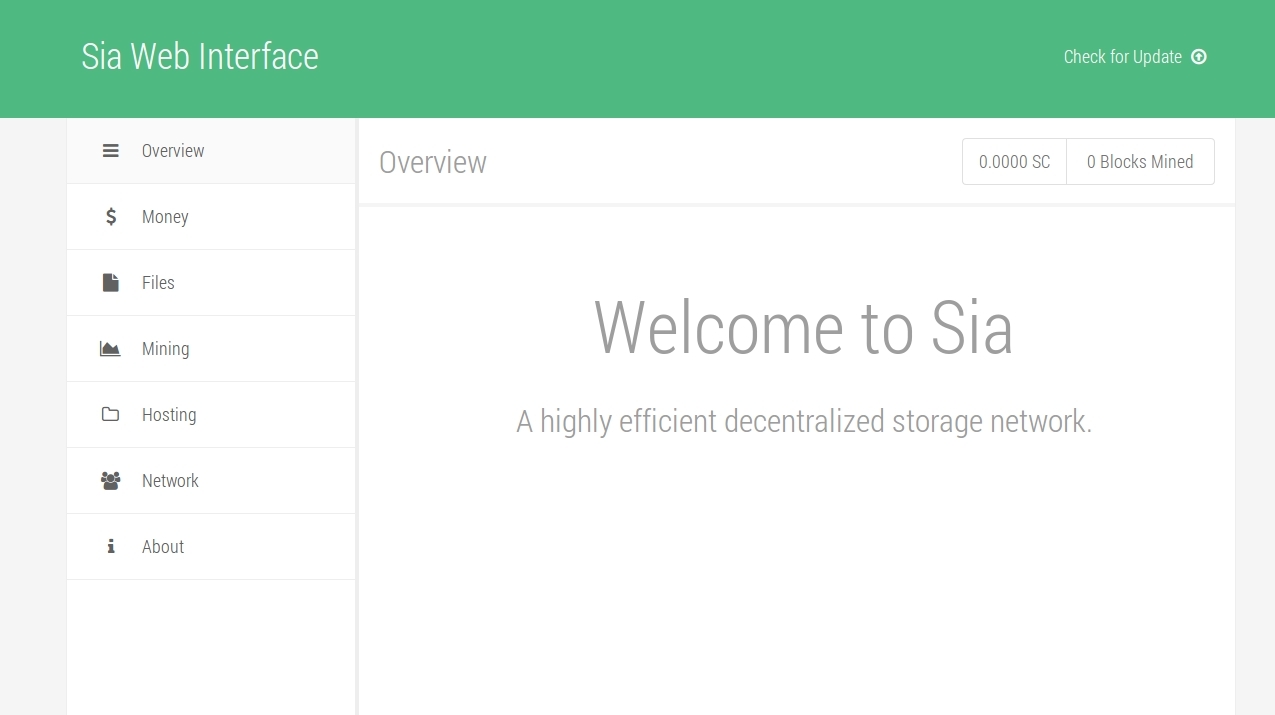 Sia Web Interface
Check for Update
Overview
Money
Files
Mining
Hosting
Network
About
Overview
0.0000 SC
0 Blocks Mined
Welcome to Sia
A highly efficient decentralized storage network.